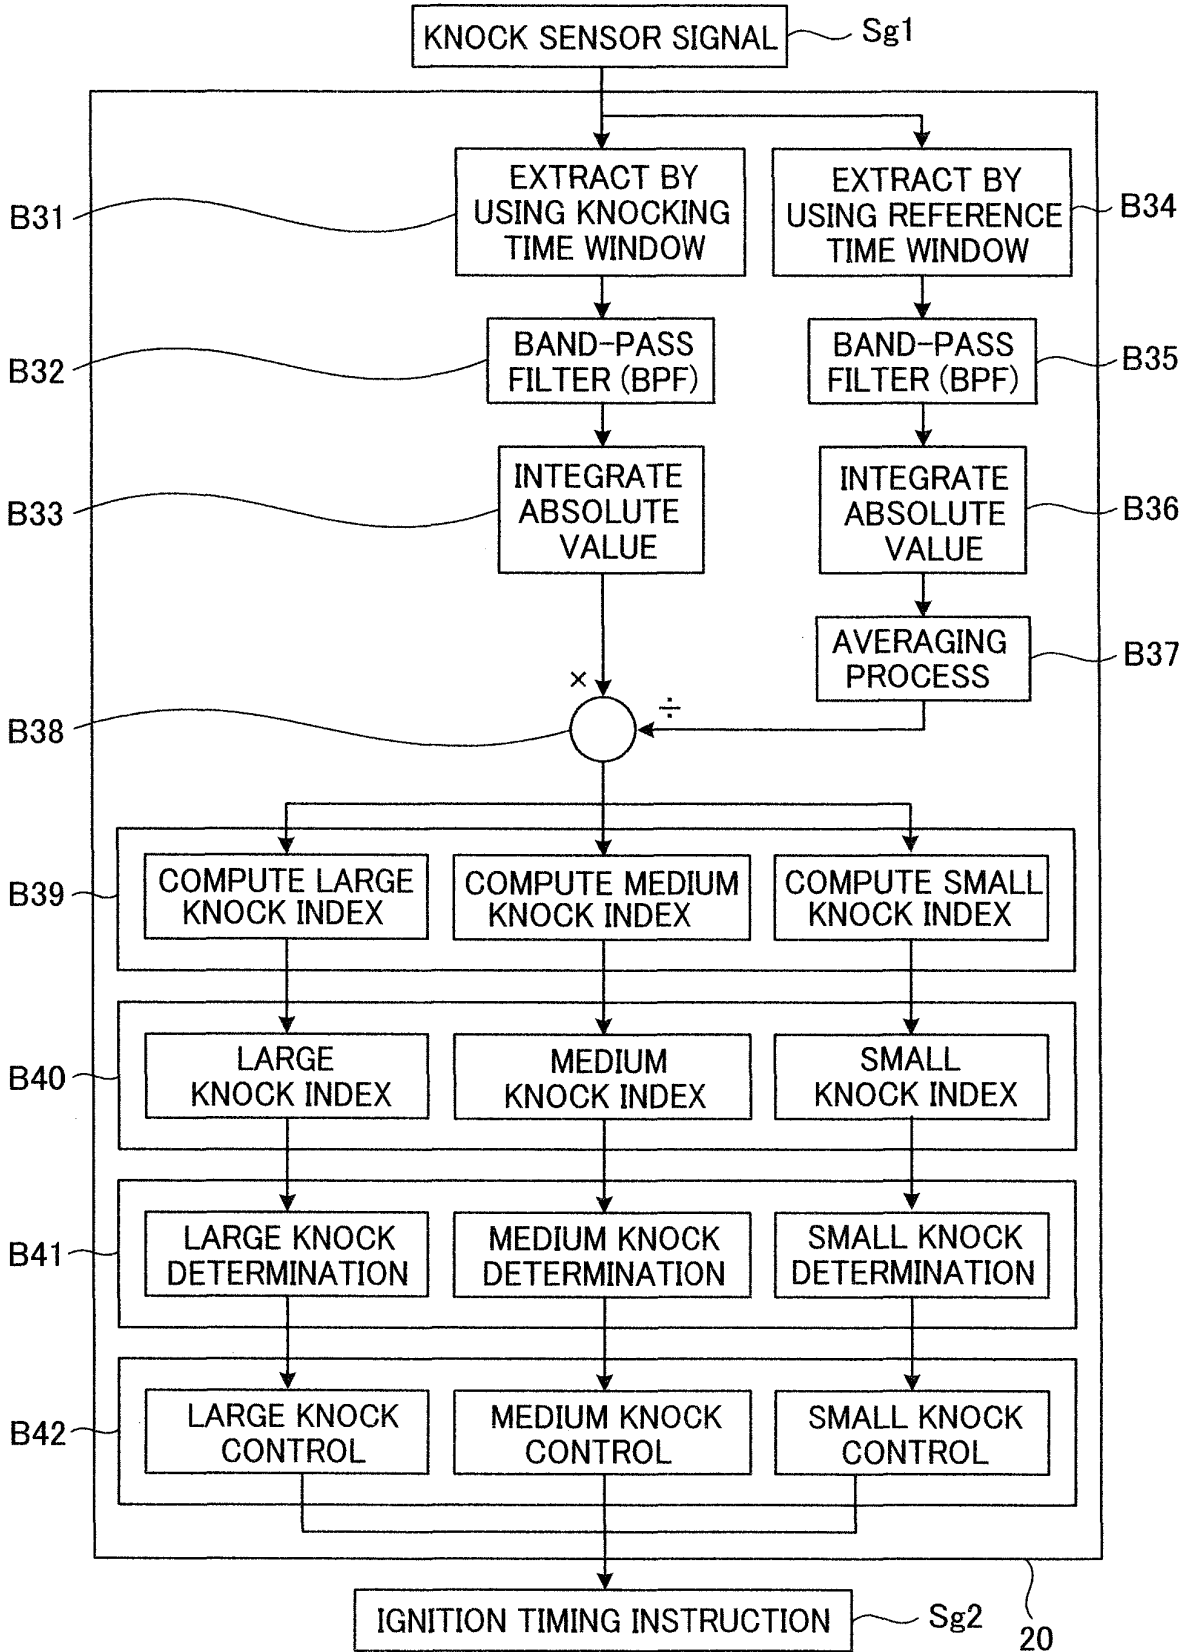 KNOCK SENSOR SIGNAL
Sg1
EXTRACT BY
USING KNOCKING
TIME WINDOW
B31
EXTRACT BY
USING REFERENCE
TIME WINDOW
B34
BAND-PASS
FILTER (BPF)
B32
BAND-PASS
FILTER (BPF)
B35
INTEGRATE
ABSOLUTE
VALUE
B33
INTEGRATE
ABSOLUTE
VALUE
B36
AVERAGING
PROCESS
B37
×
÷
B38
B39
COMPUTE LARGE
KNOCK INDEX
COMPUTE MEDIUM
KNOCK INDEX
COMPUTE SMALL
KNOCK INDEX
B40
LARGE
KNOCK INDEX
MEDIUM
KNOCK INDEX
SMALL
KNOCK INDEX
B41
LARGE KNOCK
DETERMINATION
MEDIUM KNOCK
DETERMINATION
SMALL KNOCK
DETERMINATION
B42
LARGE KNOCK
CONTROL
MEDIUM KNOCK
CONTROL
SMALL KNOCK
CONTROL
IGNITION TIMING INSTRUCTION
Sg2
20